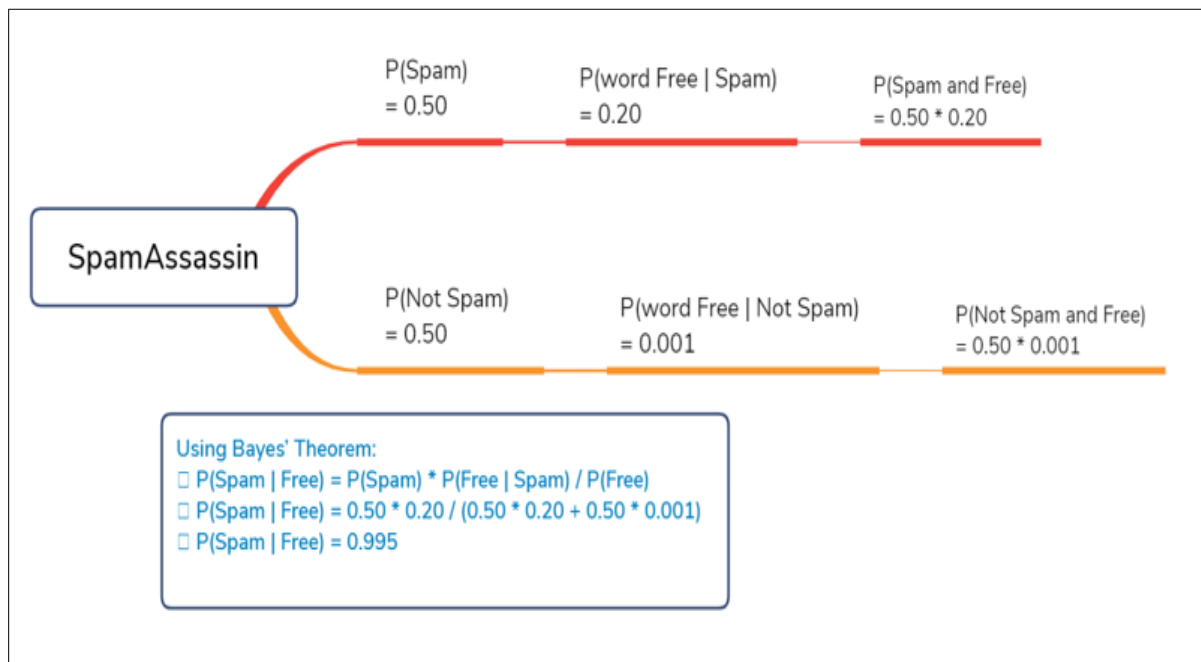 P(Spam)
= 0.50
P(word Free | Spam)
= 0.20
P(Spam and Free)
= 0.50 * 0.20
SpamAssassin
P(Not Spam)
= 0.50
P(word Free | Not Spam)
= 0.001
P(Not Spam and Free)
= 0.50 * 0.001
Using Bayes’ Theorem:
▯ P(Spam | Free) = P(Spam) * P(Free | Spam) / P(Free)
▯ P(Spam | Free) = 0.50 * 0.20 / (0.50 * 0.20 + 0.50 * 0.001)
▯ P(Spam | Free) = 0.995